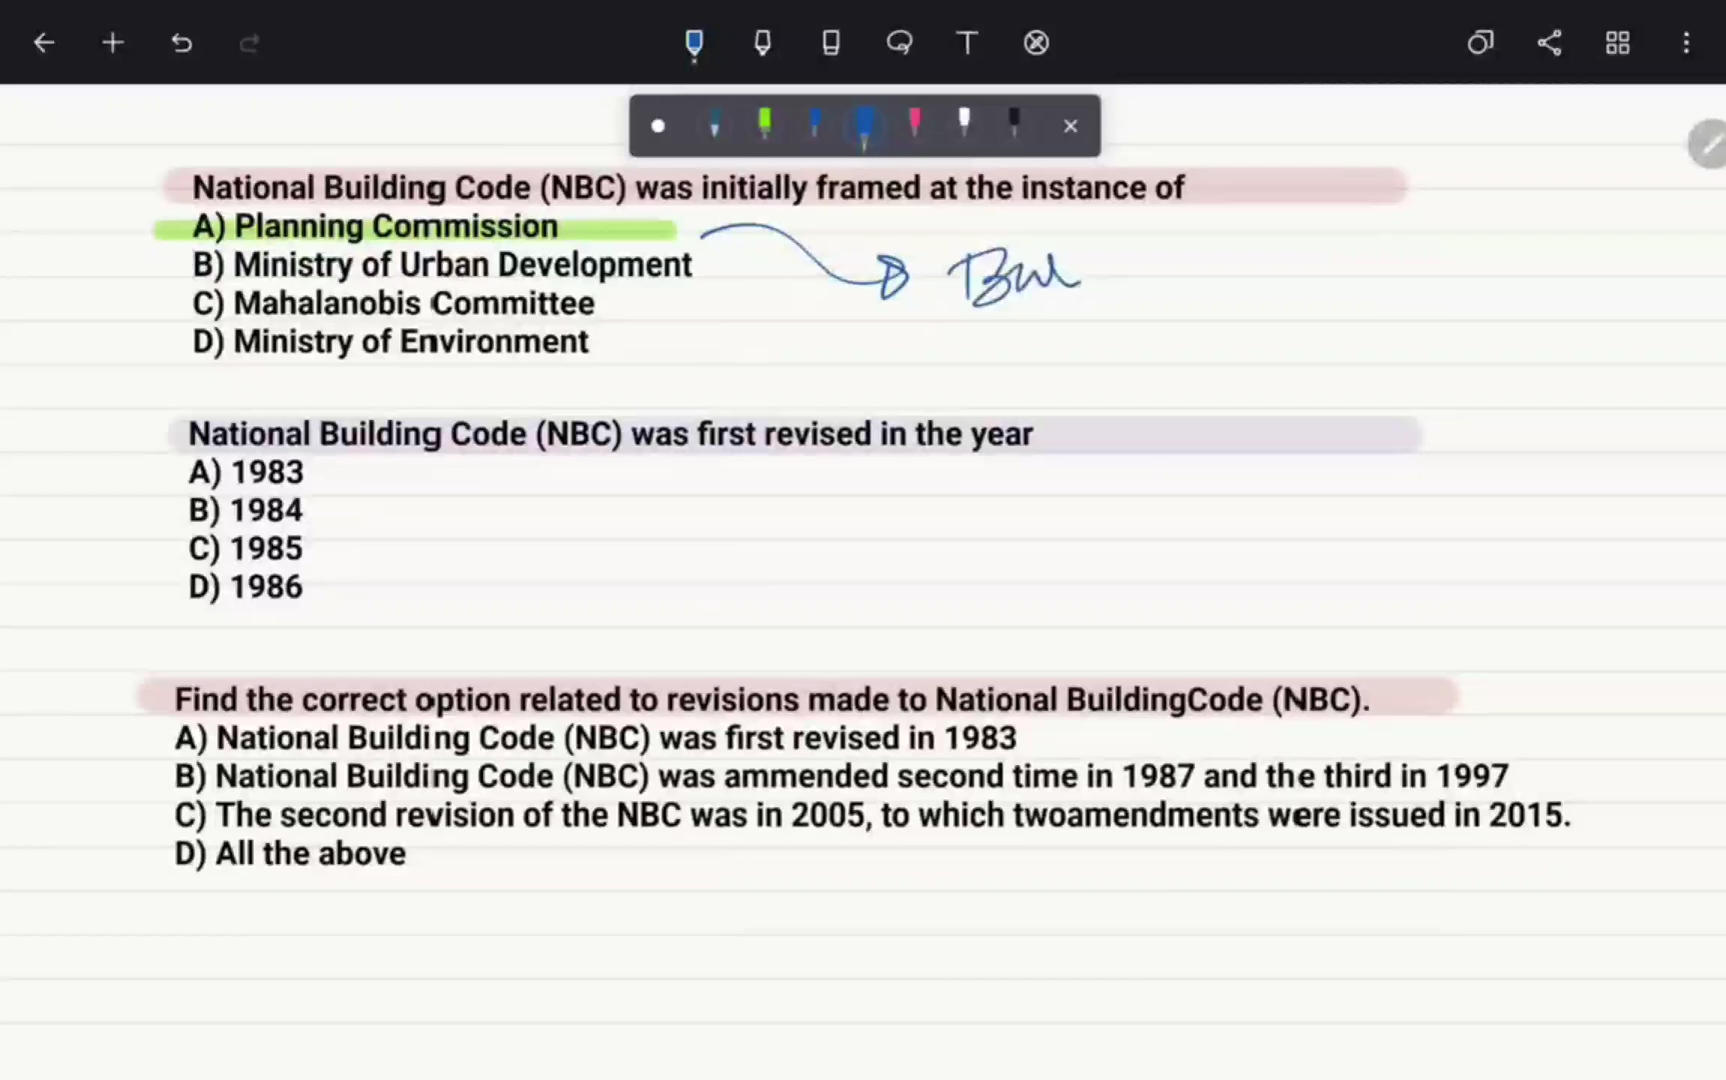 National Building Code (NBC) was initially framed at the instance of
A) Planning Commission
B) Ministry of Urban Development
C) Mahalanobis Committee
D) Ministry of Environment
National Building Code (NBC) was first revised in the year
A) 1983
B) 1984
C) 1985
D) 1986
Find the correct option related to revisions made to National BuildingCode (NBC).
A) National Building Code (NBC) was first revised in 1983
B) National Building Code (NBC) was ammended second time in 1987 and the third in 1997
C) The second revision of the NBC was in 2005, to which twoamendments were issued in 2015.
D) All the above